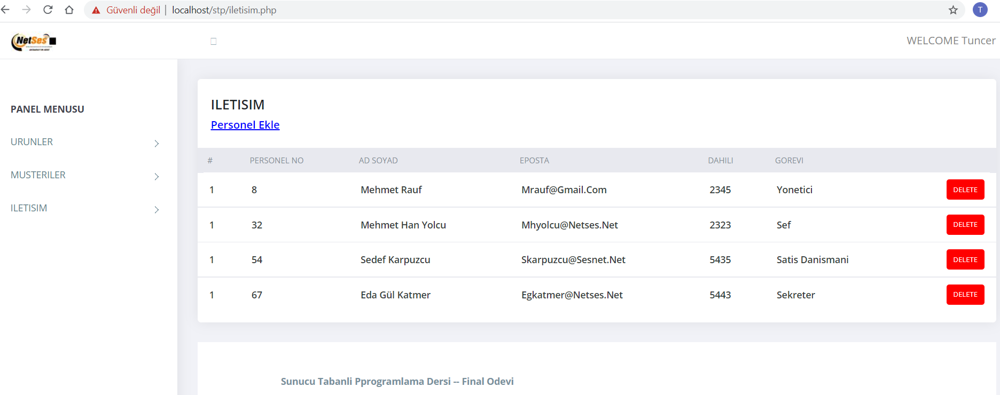 Güvenli değil | localhost/stp/iletisim.php
T
NetSes
WELCOME Tuncer
PANEL MENUSU
URUNLER
MUSTERILER
ILETISIM
ILETISIM
Personel Ekle
# PERSONEL NO AD SOYAD EPOSTA DAHILI GOREVI
1 8 Mehmet Rauf Mrauf@Gmail.Com 2345 Yonetici DELETE
1 32 Mehmet Han Yolcu Mhyolcu@Netses.Net 2323 Sef DELETE
1 54 Sedef Karpuzcu Skarpuzcu@Sesnet.Net 5435 Satis Danismani DELETE
1 67 Eda Gül Katmer Egkatmer@Netses.Net 5443 Sekreter DELETE
Sunucu Tabanli Pprogramlama Dersi -- Final Odevi